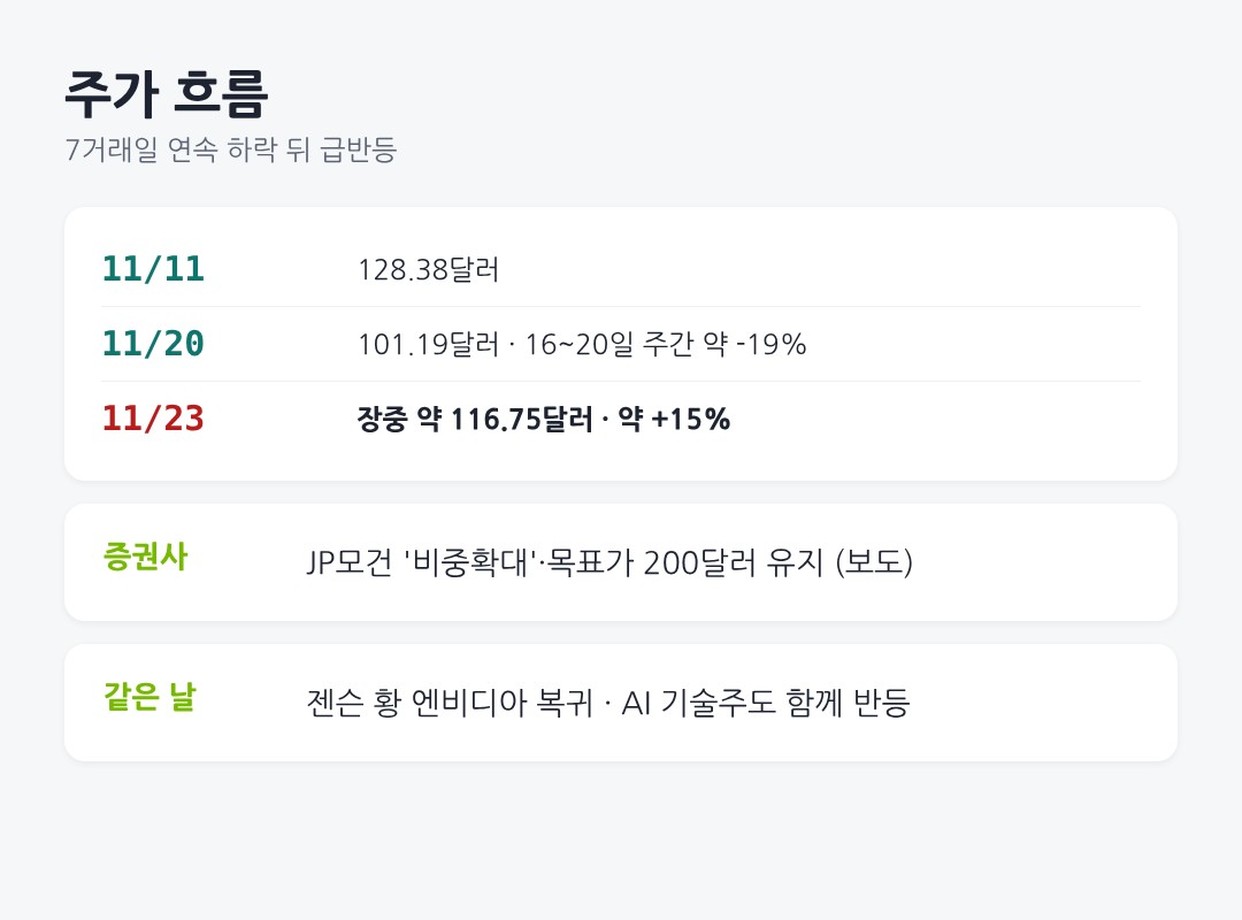 주가 흐름
7거래일 연속 하락 뒤 급반등
11/11 128.38달러
11/20 101.19달러 · 16~20일 주간 약 -19%
11/23 장중 약 116.75달러 · 약 +15%
증권사 JP모건 '비중확대'·목표가 200달러 유지 (보도)
같은 날 젠슨 황 엔비디아 복귀 · AI 기술주도 함께 반등